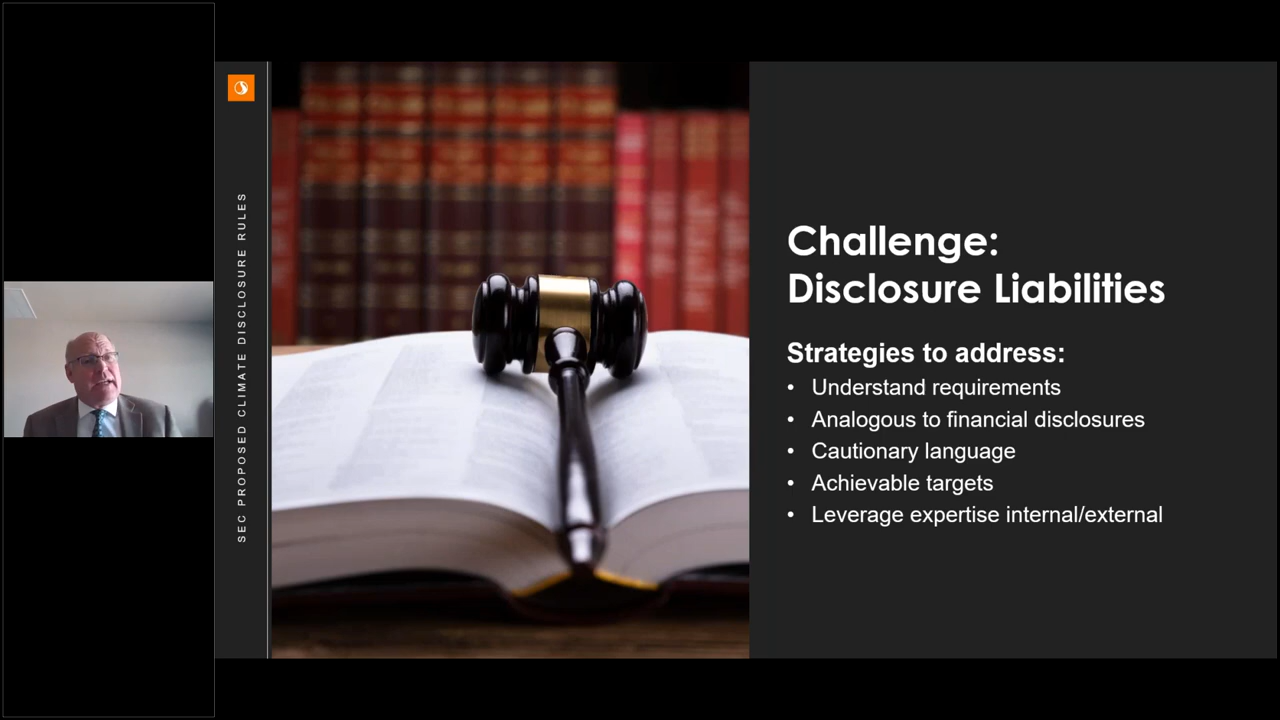 SEC PROPOSED CLIMATE DISCLOSURE RULES
Challenge:
Disclosure Liabilities
Strategies to address:
• Understand requirements
• Analogous to financial disclosures
• Cautionary language
• Achievable targets
• Leverage expertise internal/external